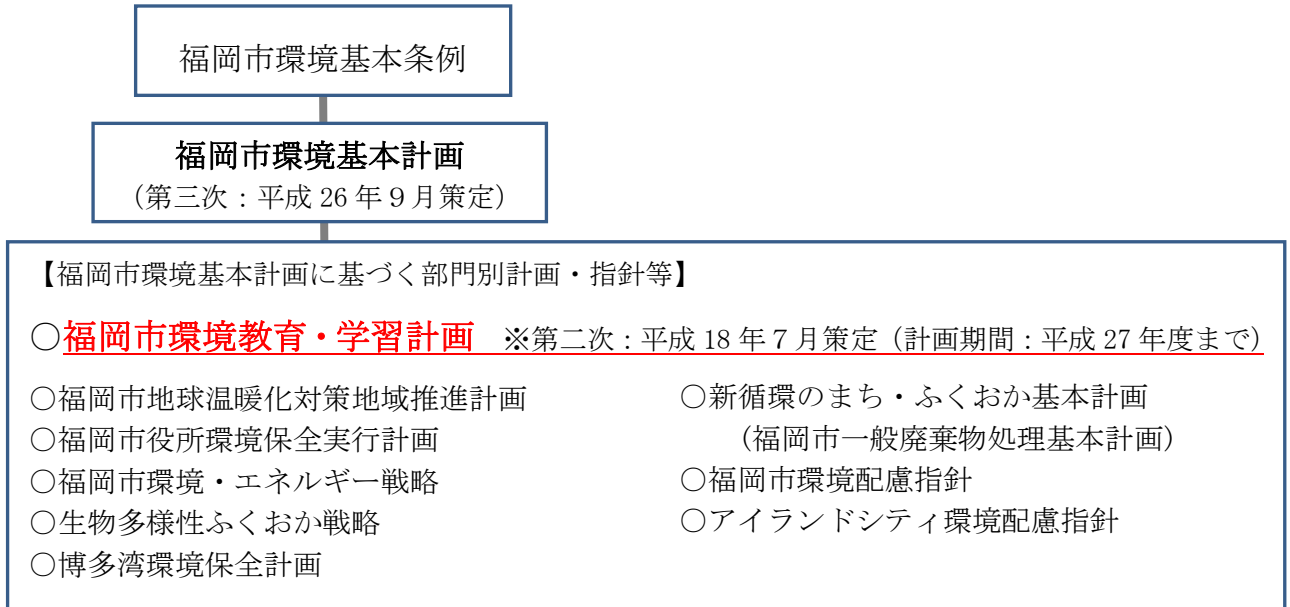 福岡市環境基本条例
福岡市環境基本計画
（第三次：平成 26 年９月策定）
【福岡市環境基本計画に基づく部門別計画・指針等】
○福岡市環境教育・学習計画　※第二次：平成 18 年７月策定（計画期間：平成 27 年度まで）
○福岡市地球温暖化対策地域推進計画
○福岡市役所環境保全実行計画
○福岡市環境・エネルギー戦略
○生物多様性ふくおか戦略
○博多湾環境保全計画
○新循環のまち・ふくおか基本計画
（福岡市一般廃棄物処理基本計画）
○福岡市環境配慮指針
○アイランドシティ環境配慮指針